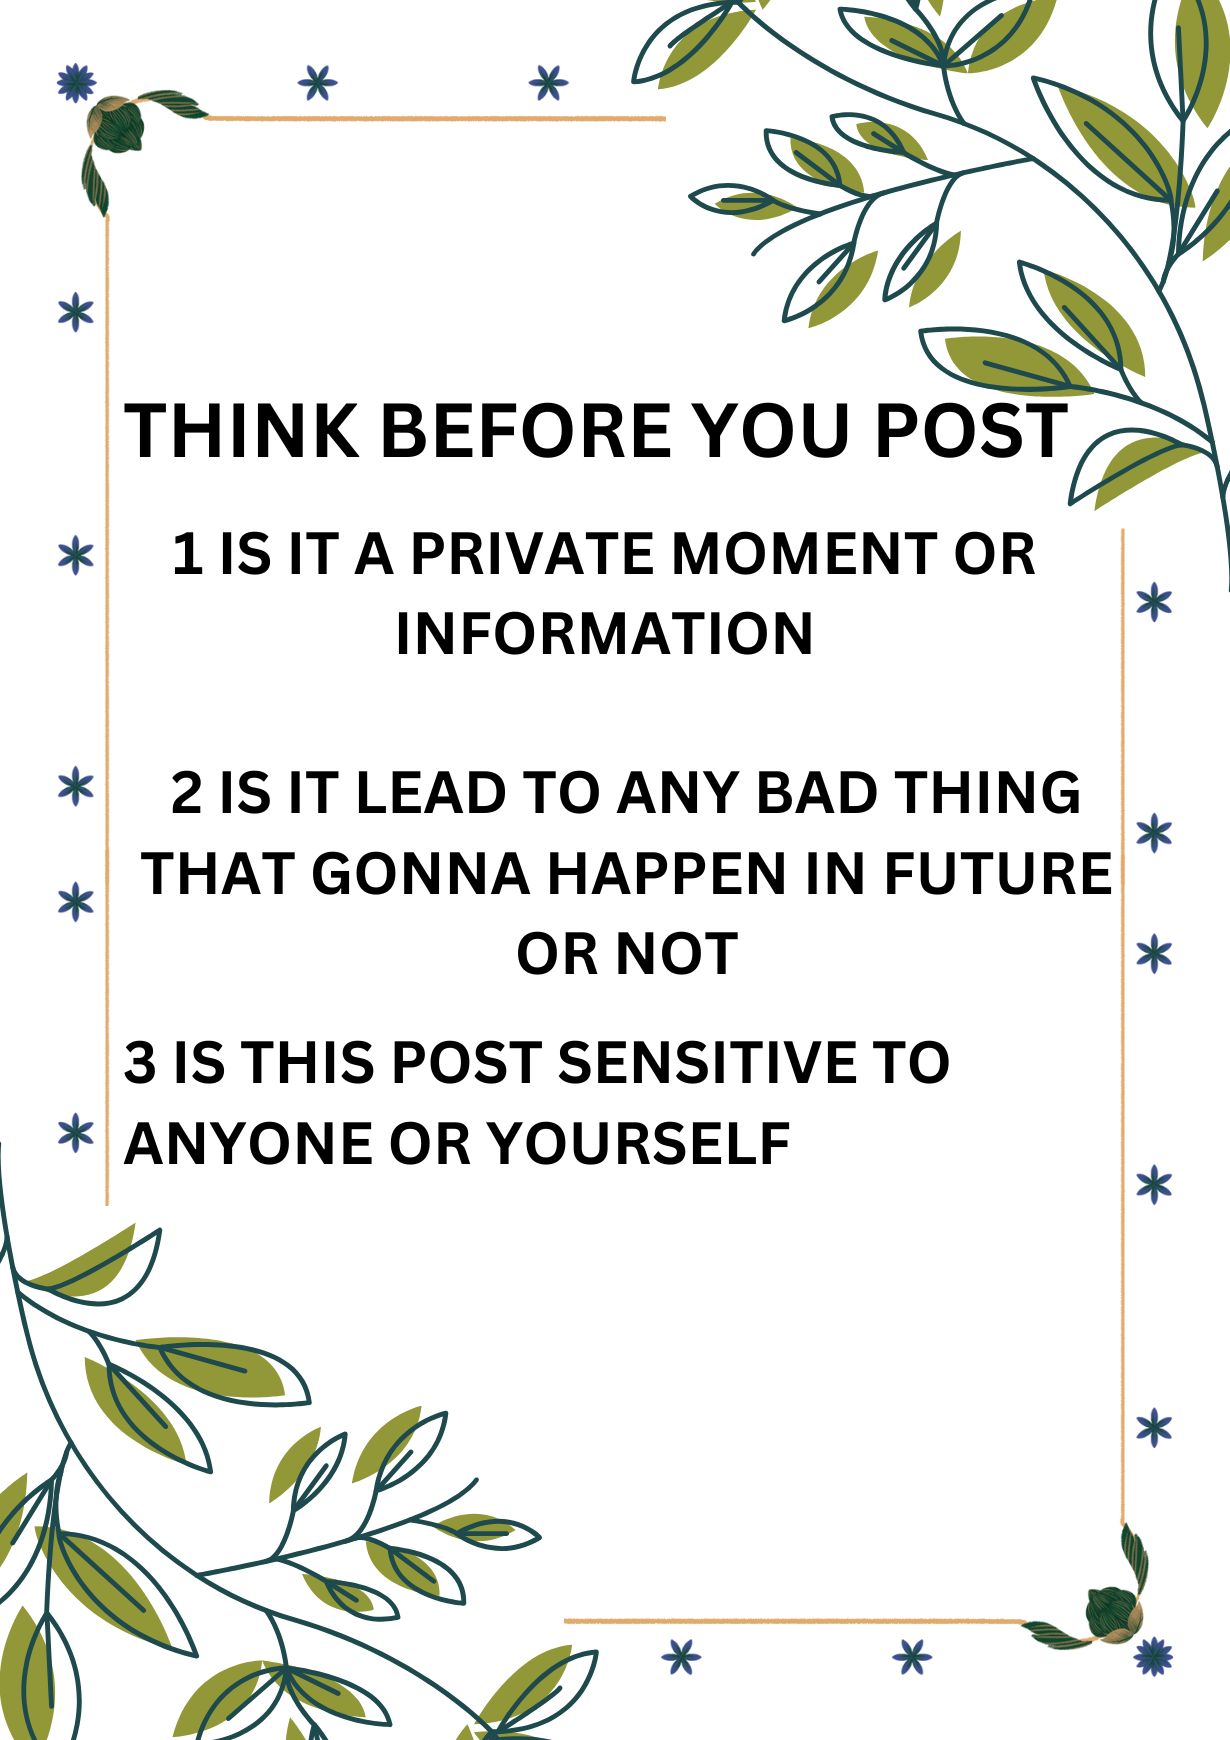 THINK BEFORE YOU POST
1 IS IT A PRIVATE MOMENT OR
INFORMATION
2 IS IT LEAD TO ANY BAD THING
THAT GONNA HAPPEN IN FUTURE
OR NOT
3 IS THIS POST SENSITIVE TO
ANYONE OR YOURSELF